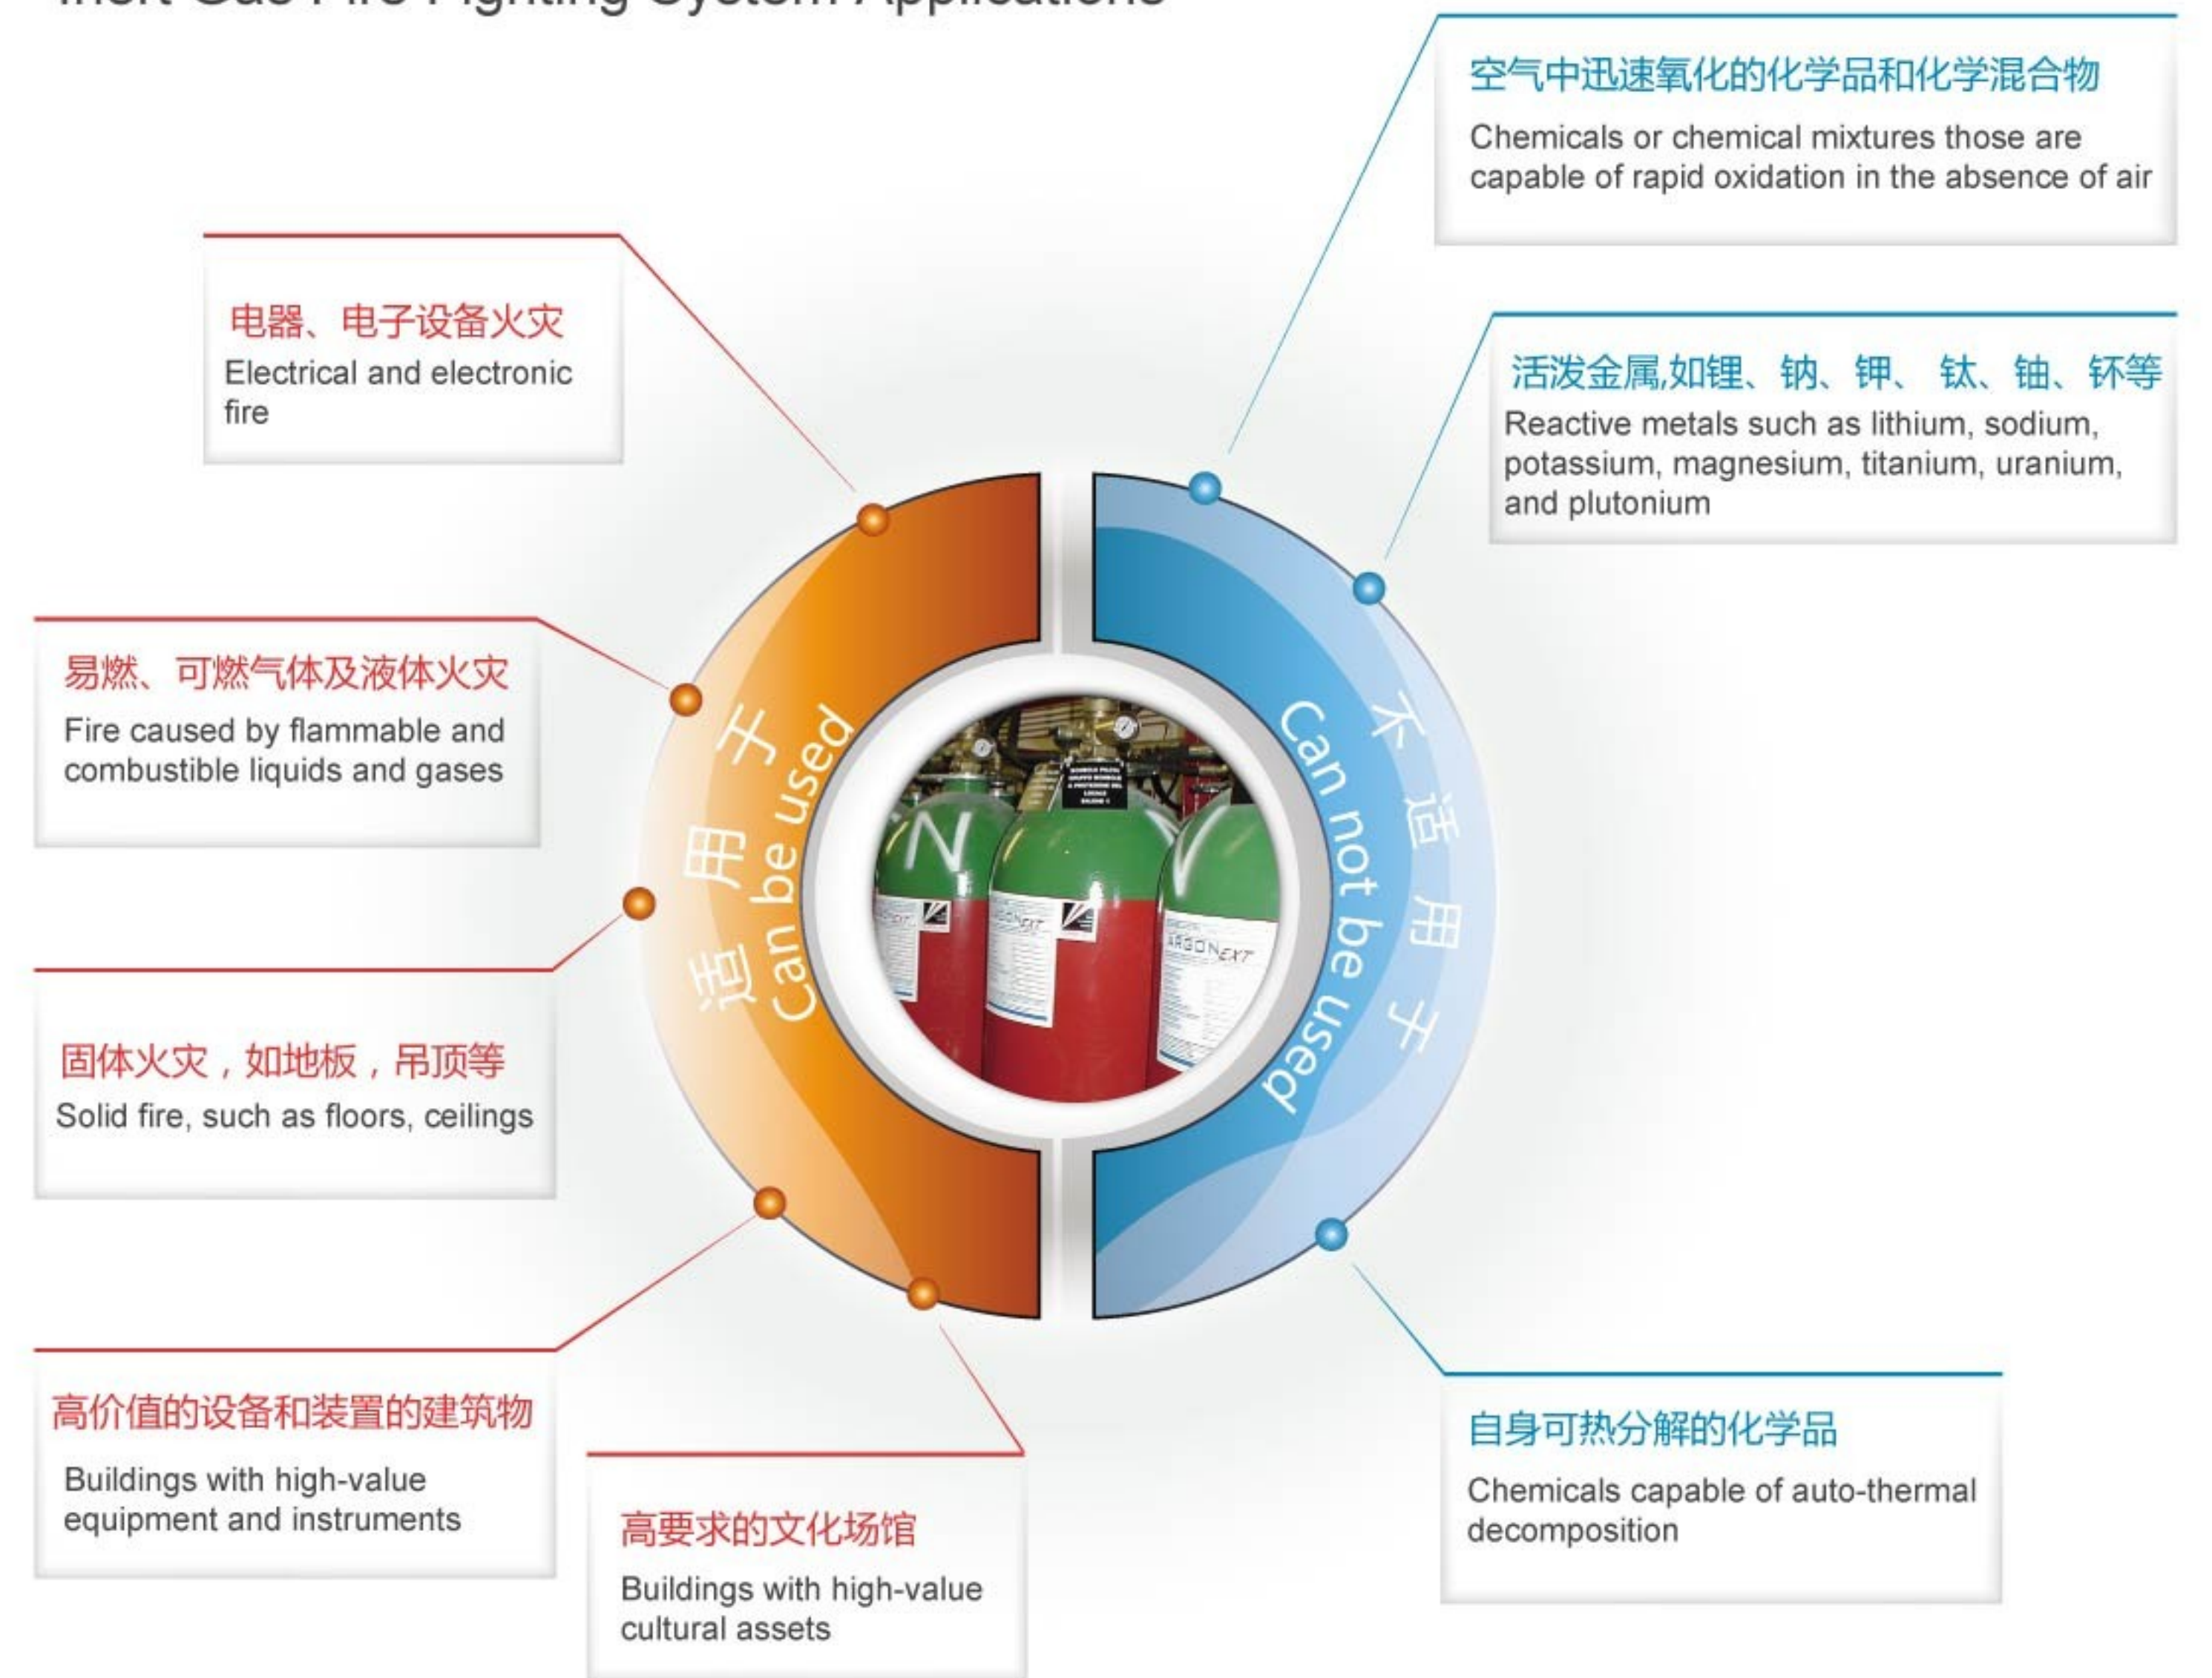 Inert Gas Fire Fighting System Applications
空气中迅速氧化的化学品和化学混合物
Chemicals or chemical mixtures those are
capable of rapid oxidation in the absence of air
电器、电子设备火灾
Electrical and electronic
fire
活泼金属,如锂、钠、钾、 钛、铀、钚等
Reactive metals such as lithium, sodium,
potassium, magnesium, titanium, uranium,
and plutonium
易燃、可燃气体及液体火灾
Fire caused by flammable and
combustible liquids and gases
适用于
Can be used
不适用于
Can not be used
N
ARGONEXT
固体火灾，如地板，吊顶等
Solid fire, such as floors, ceilings
高价值的设备和装置的建筑物
Buildings with high-value
equipment and instruments
高要求的文化场馆
Buildings with high-value
cultural assets
自身可热分解的化学品
Chemicals capable of auto-thermal
decomposition